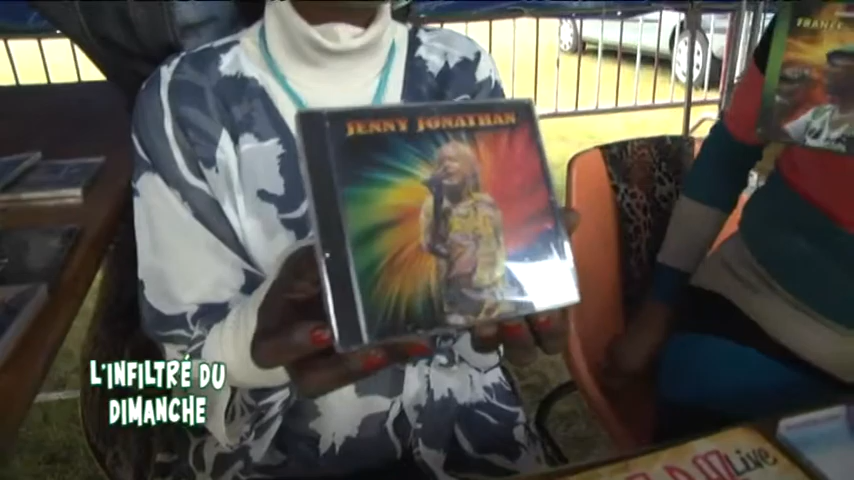 FRANCE
JENNY JONATHAN
L'INFILTRÉ DU
DIMANCHE
Live